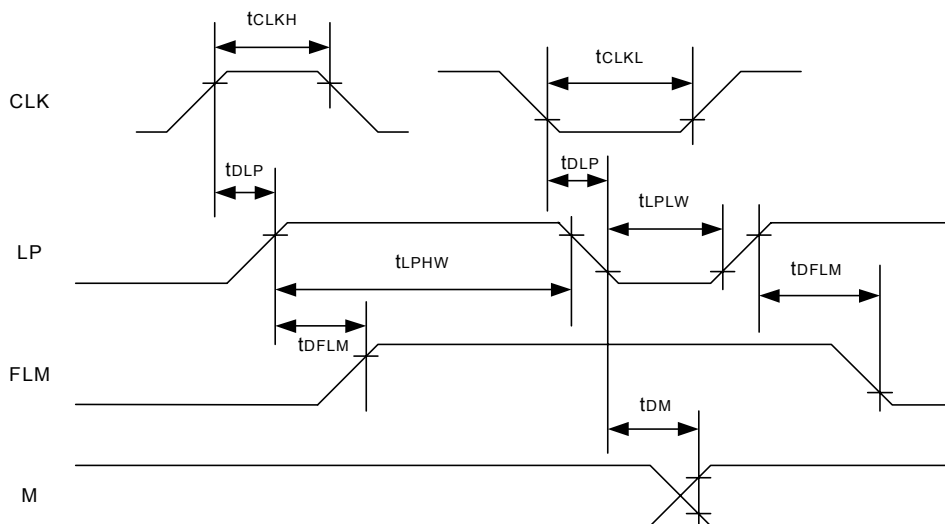 tCLKH
tCLKL
CLK
tDLP
tDLP
tLPLW
LP
tLPHW
tDFLM
tDFLM
FLM
tDM
M